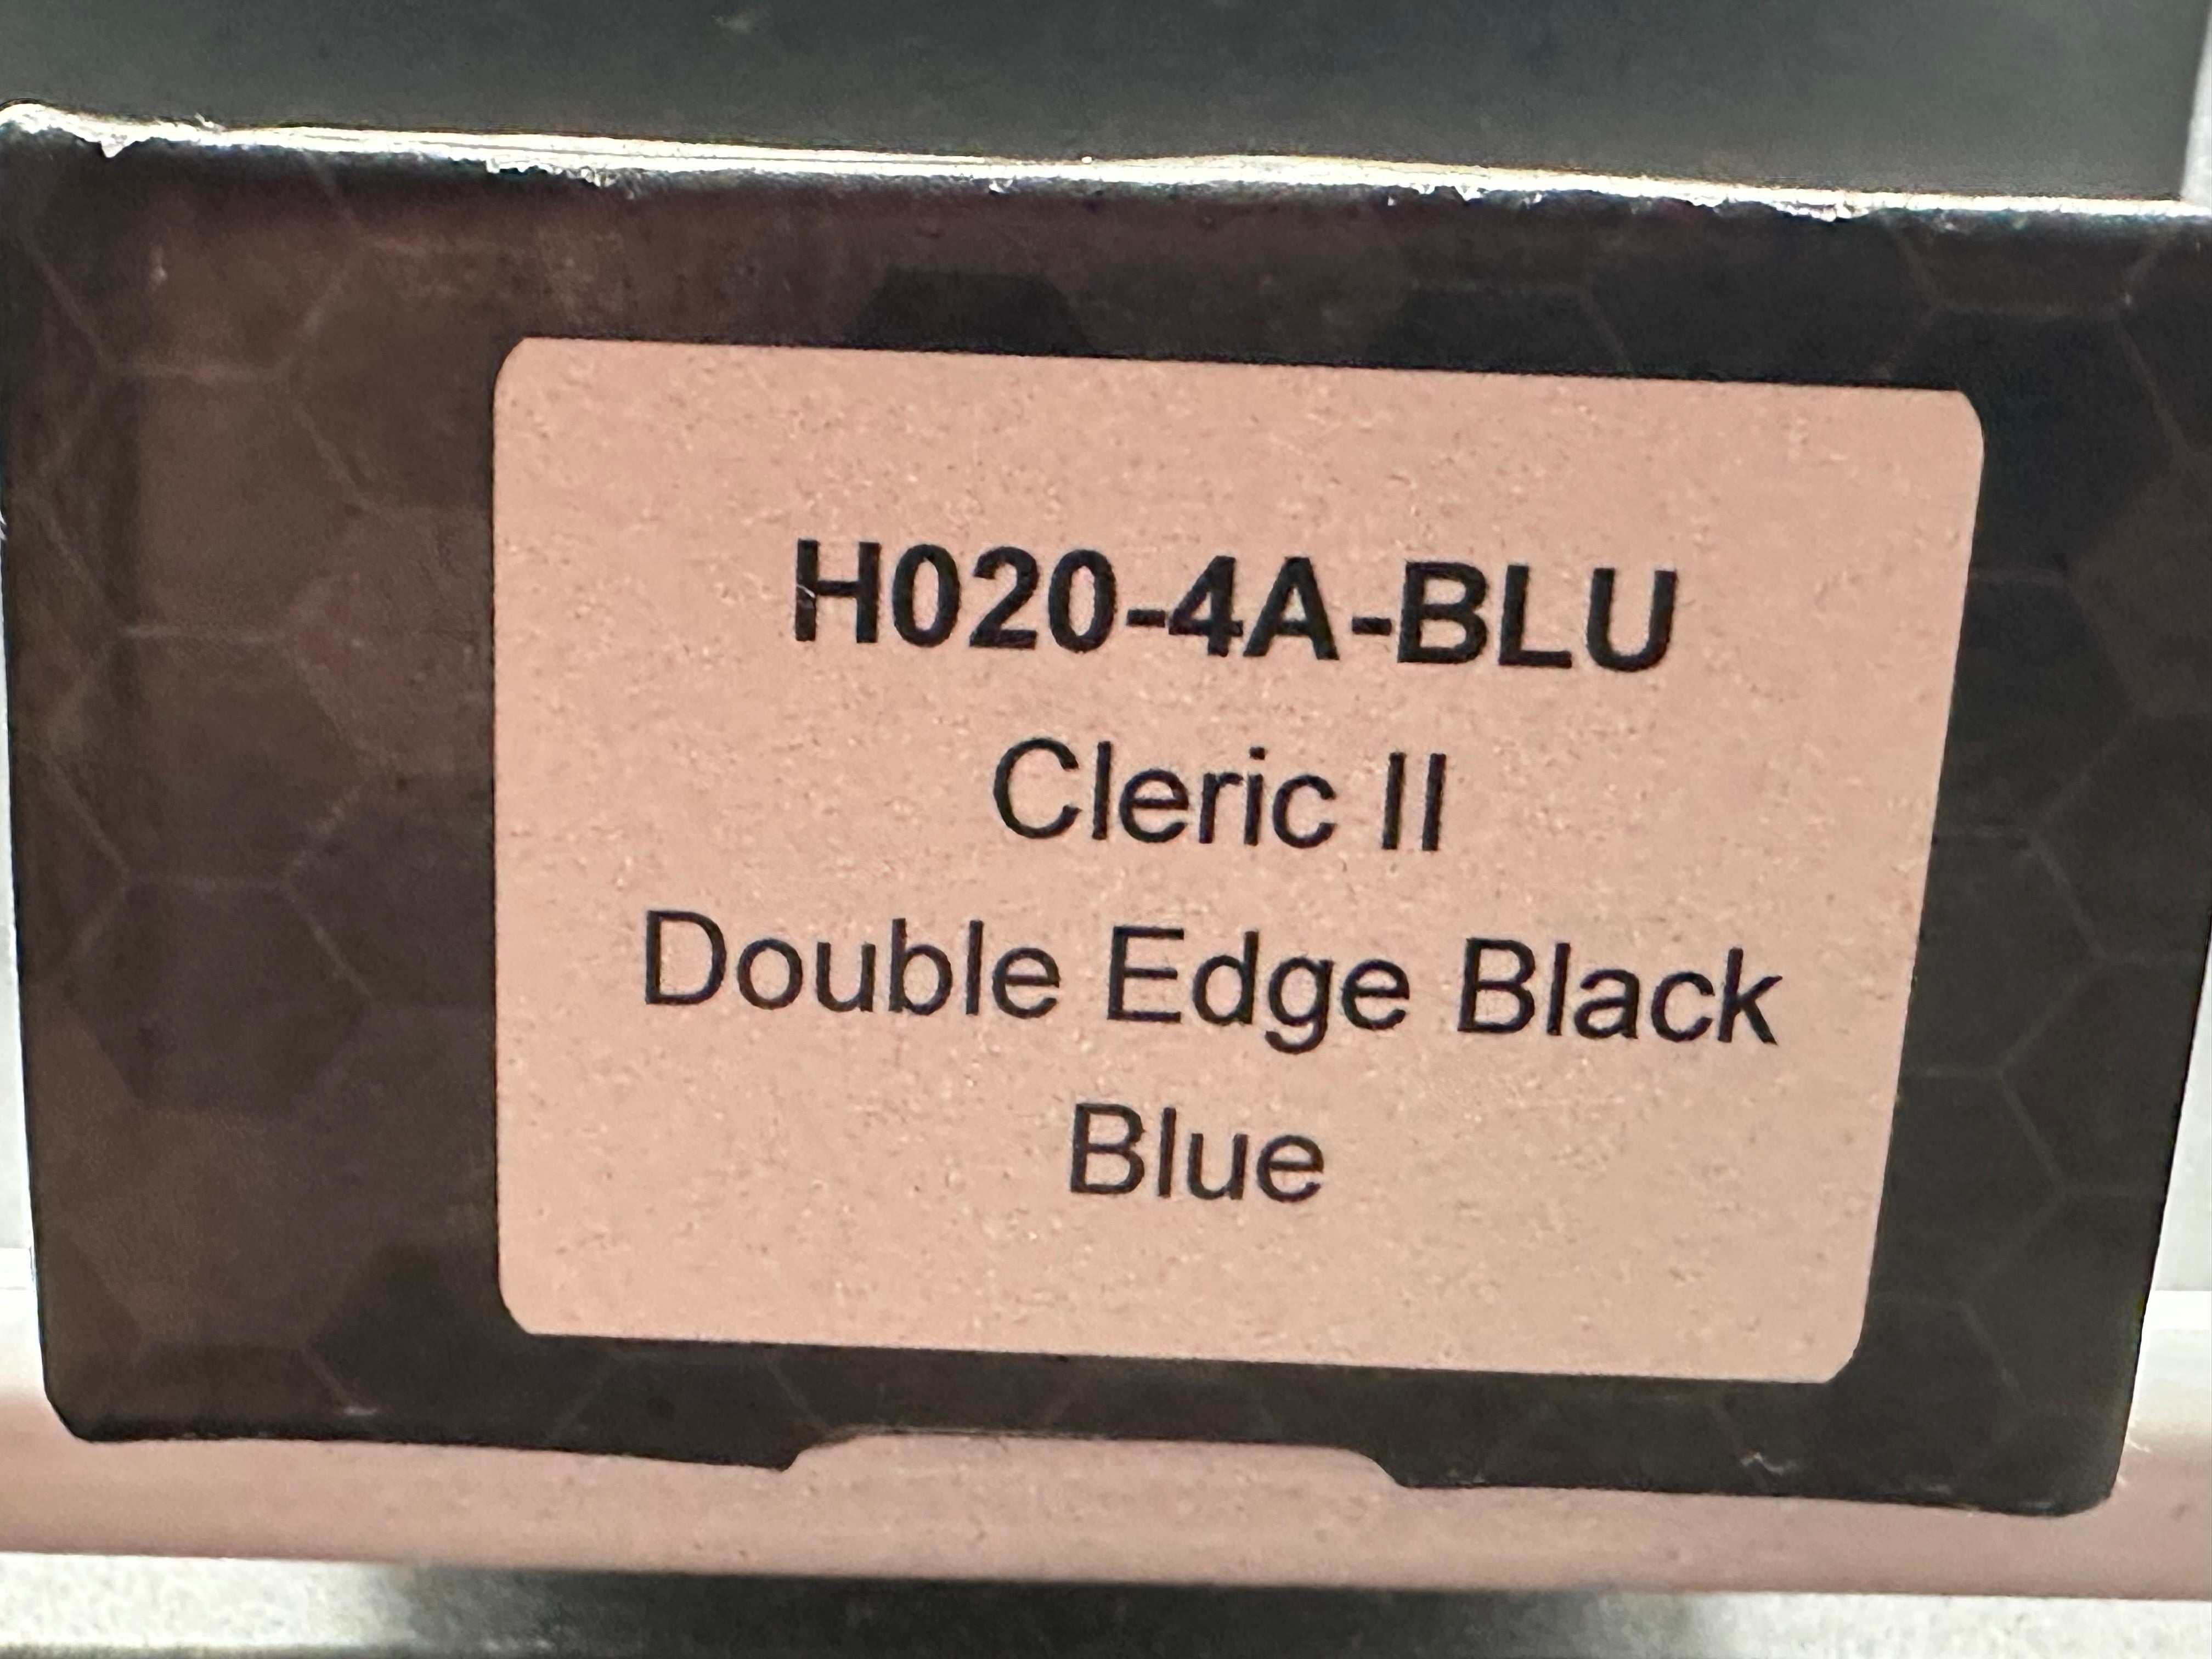 H020-4A-BLU
Cleric II
Double Edge Black
Blue